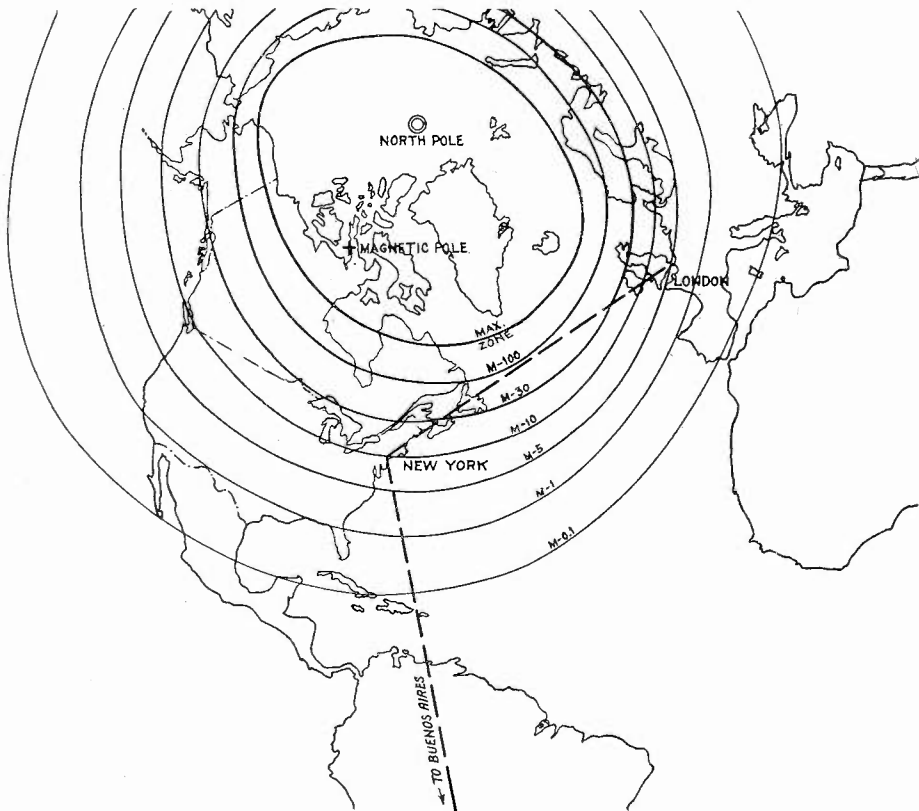 NORTH POLE
MAGNETIC POLE
LONDON
MAX.
ZONE
M-100
M-30
M-10
M-5
M-1
M-0.1
NEW YORK
TO BUENOS AIRES